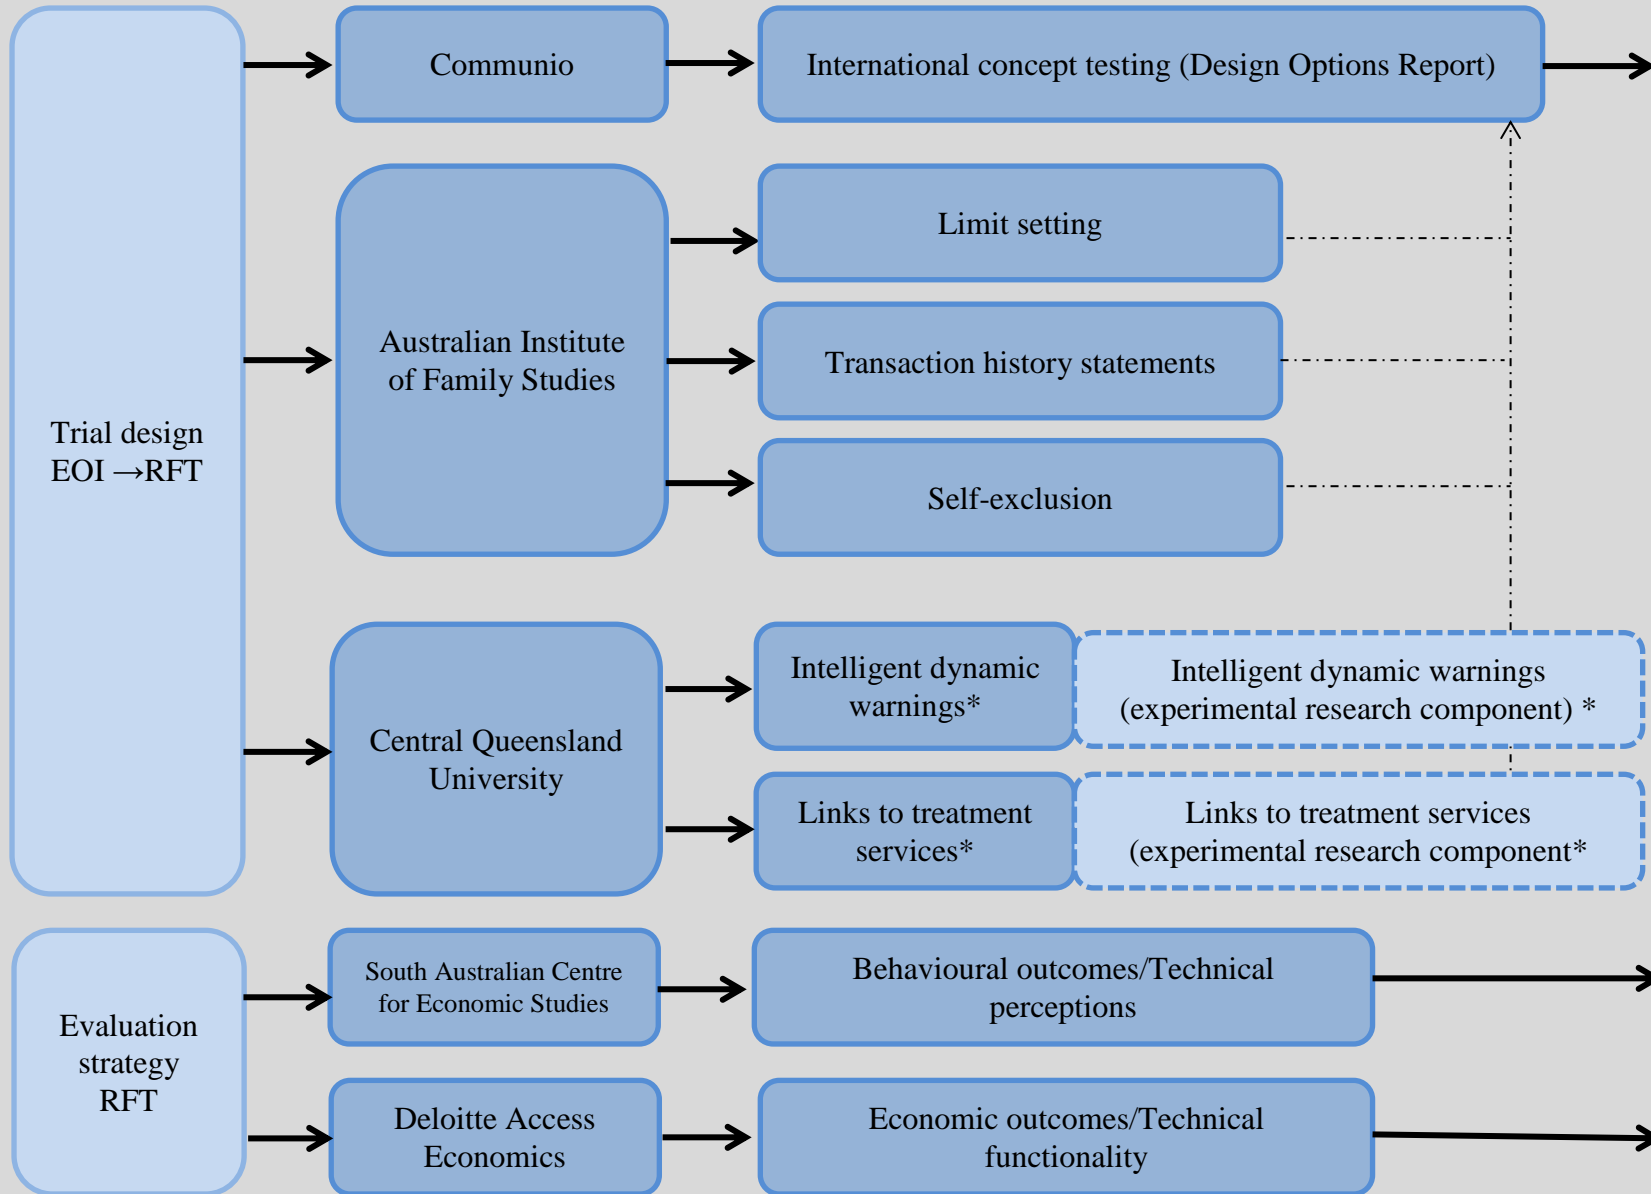 Trial design
EOI →RFT
Communio
International concept testing (Design Options Report)
Australian Institute
of Family Studies
Limit setting
Transaction history statements
Self-exclusion
Central Queensland
University
Intelligent dynamic
warnings*
Intelligent dynamic warnings
(experimental research component) *
Links to treatment
services*
Links to treatment services
(experimental research component*
Evaluation
strategy
RFT
South Australian Centre
for Economic Studies
Behavioural outcomes/Technical
perceptions
Deloitte Access
Economics
Economic outcomes/Technical
functionality